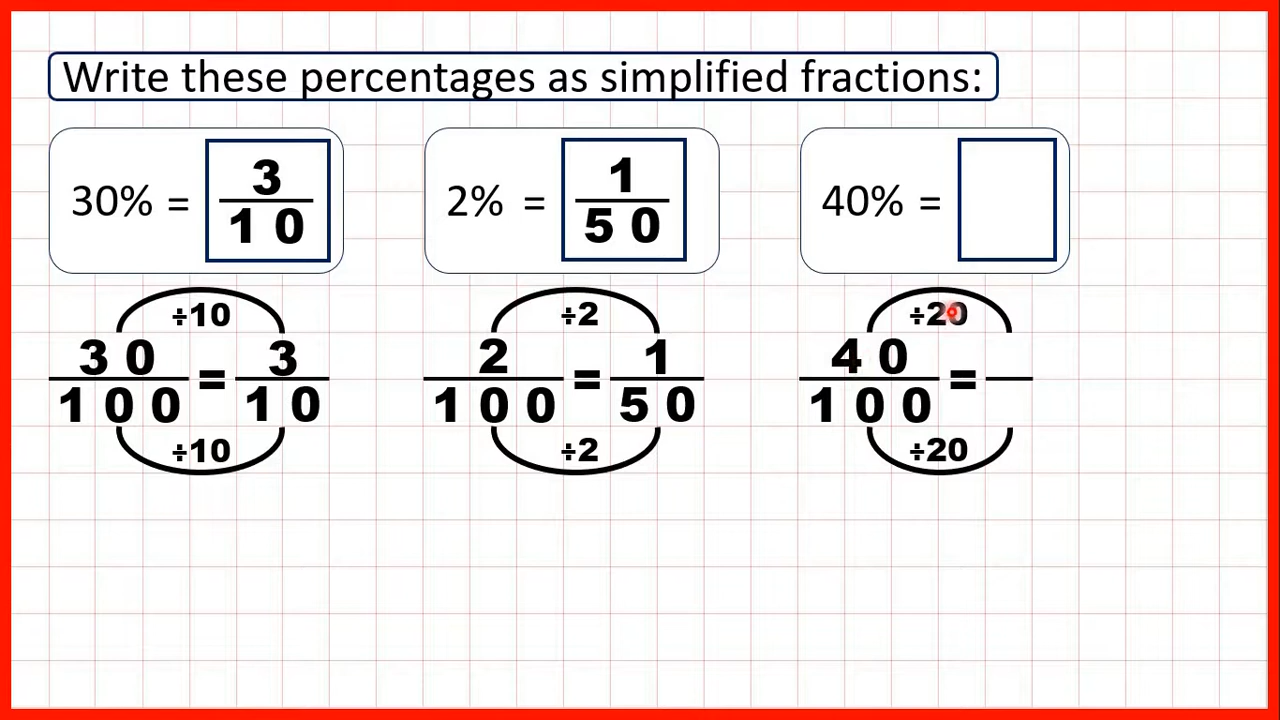 Write these percentages as simplified fractions:
30% = 3/10
2% = 1/50
40% =
÷10
30/100 = 3/10
÷10
÷2
2/100 = 1/50
÷2
÷20
40/100 =
÷20